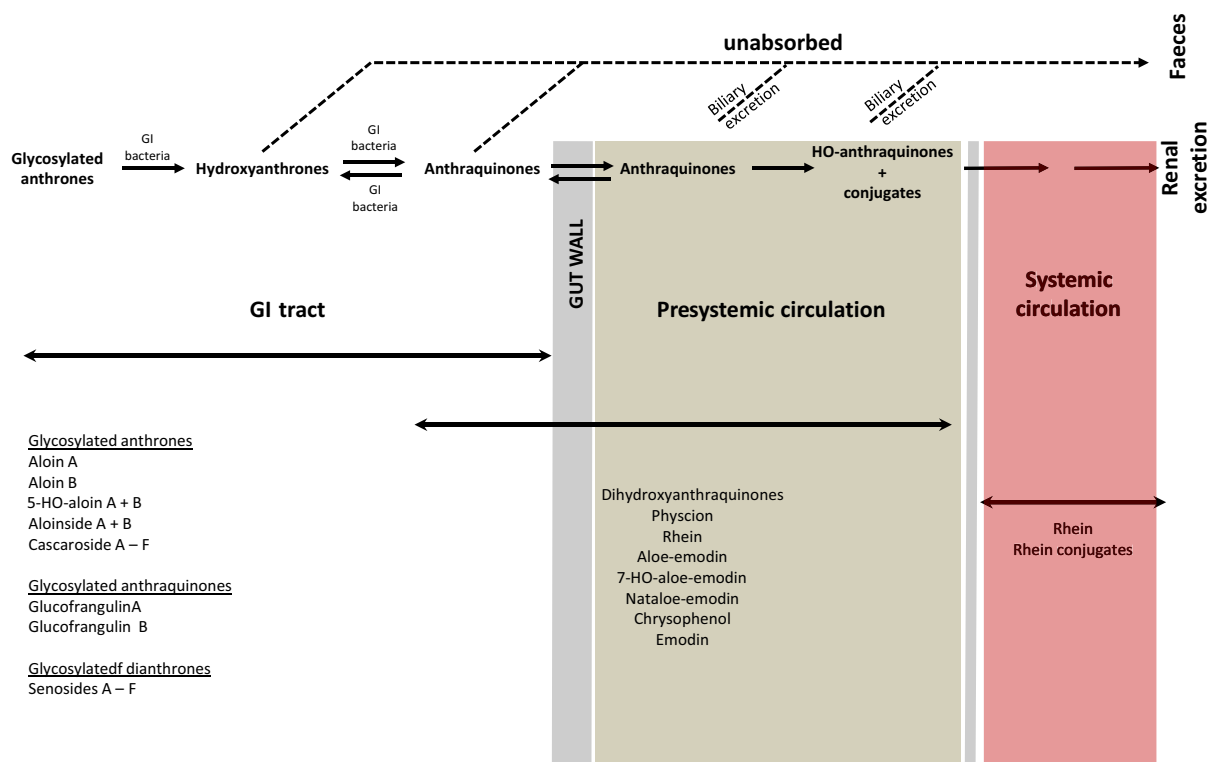 unabsorbed
Faeces
Biliary
excretion
Biliary
excretion
Glycosylated
anthrones
GI
bacteria
Hydroxyanthrones
GI
bacteria
GI
bacteria
Anthraquinones
Anthraquinones
HO-anthraquinones
+
conjugates
Renal
excretion
GUT WALL
GI tract
Presystemic circulation
Systemic
circulation
Glycosylated anthrones
Aloin A
Aloin B
5-HO-aloin A + B
Aloinside A + B
Cascaroside A – F
Glycosylated anthraquinones
GlucofrangulinA
Glucofrangulin B
Glycosylatedf dianthrones
Senosides A – F
Dihydroxyanthraquinones
Physcion
Rhein
Aloe-emodin
7-HO-aloe-emodin
Nataloe-emodin
Chrysophenol
Emodin
Rhein
Rhein conjugates